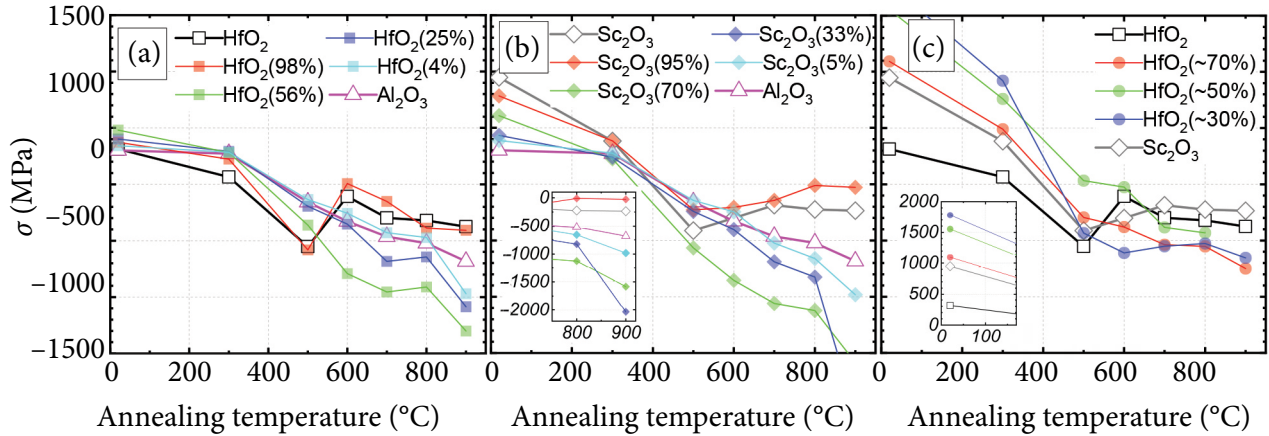 σ (MPa)
1500
1000
500
0
−500
−1000
−1500
(a)
HfO2
HfO2(98%)
HfO2(56%)
HfO2(25%)
HfO2(4%)
Al2O3
0 200 400 600 800
Annealing temperature (°C)
(b)
Sc2O3
Sc2O3(95%)
Sc2O3(70%)
Sc2O3(33%)
Sc2O3(5%)
Al2O3
0
−500
−1000
−1500
−2000
800 900
0 200 400 600 800
Annealing temperature (°C)
(c)
HfO2
HfO2(~70%)
HfO2(~50%)
HfO2(~30%)
Sc2O3
2000
1500
1000
500
0
0 100
0 200 400 600 800
Annealing temperature (°C)